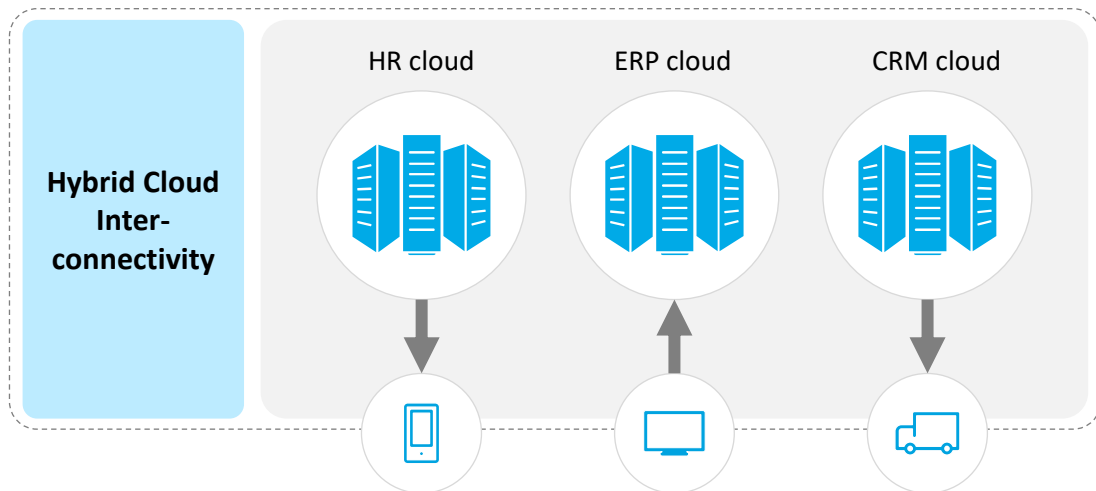 HR cloud
ERP cloud
CRM cloud
Hybrid Cloud
Inter-
connectivity